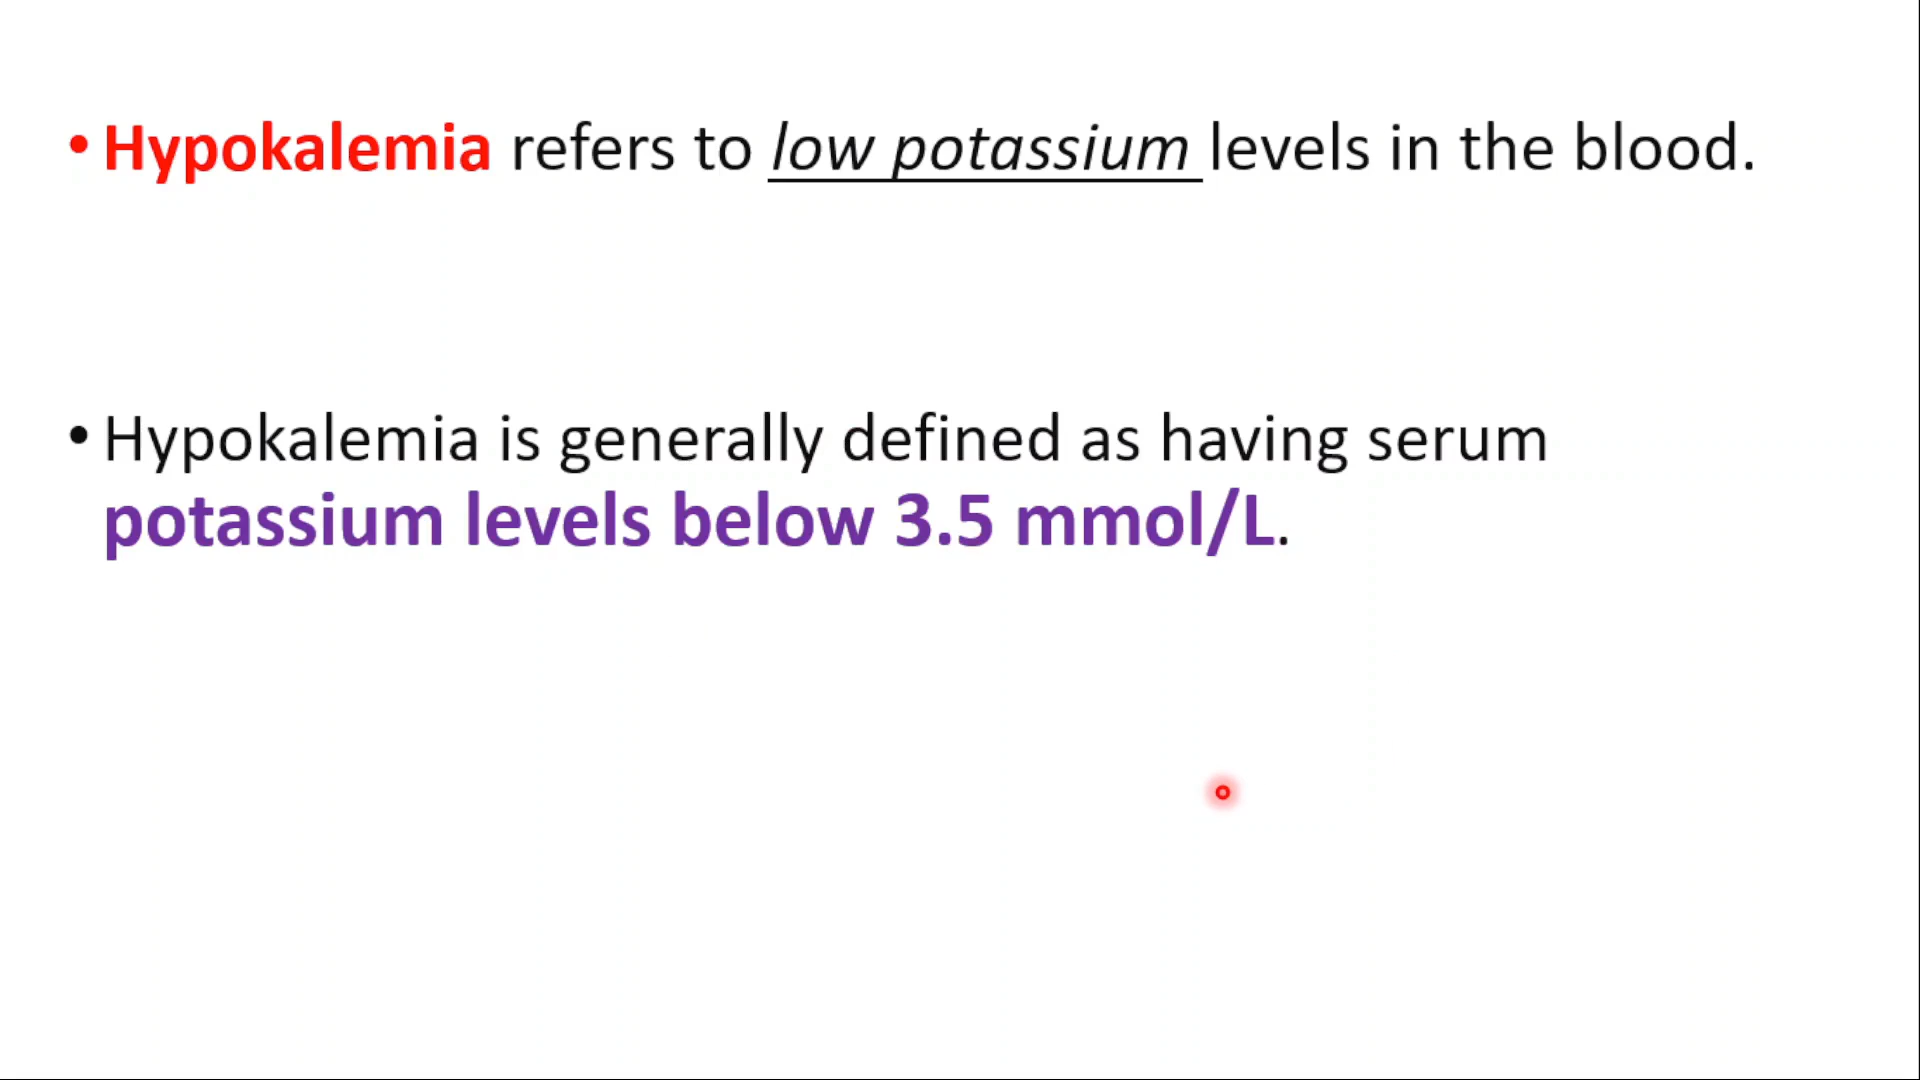 • Hypokalemia refers to low potassium levels in the blood.
• Hypokalemia is generally defined as having serum
potassium levels below 3.5 mmol/L.